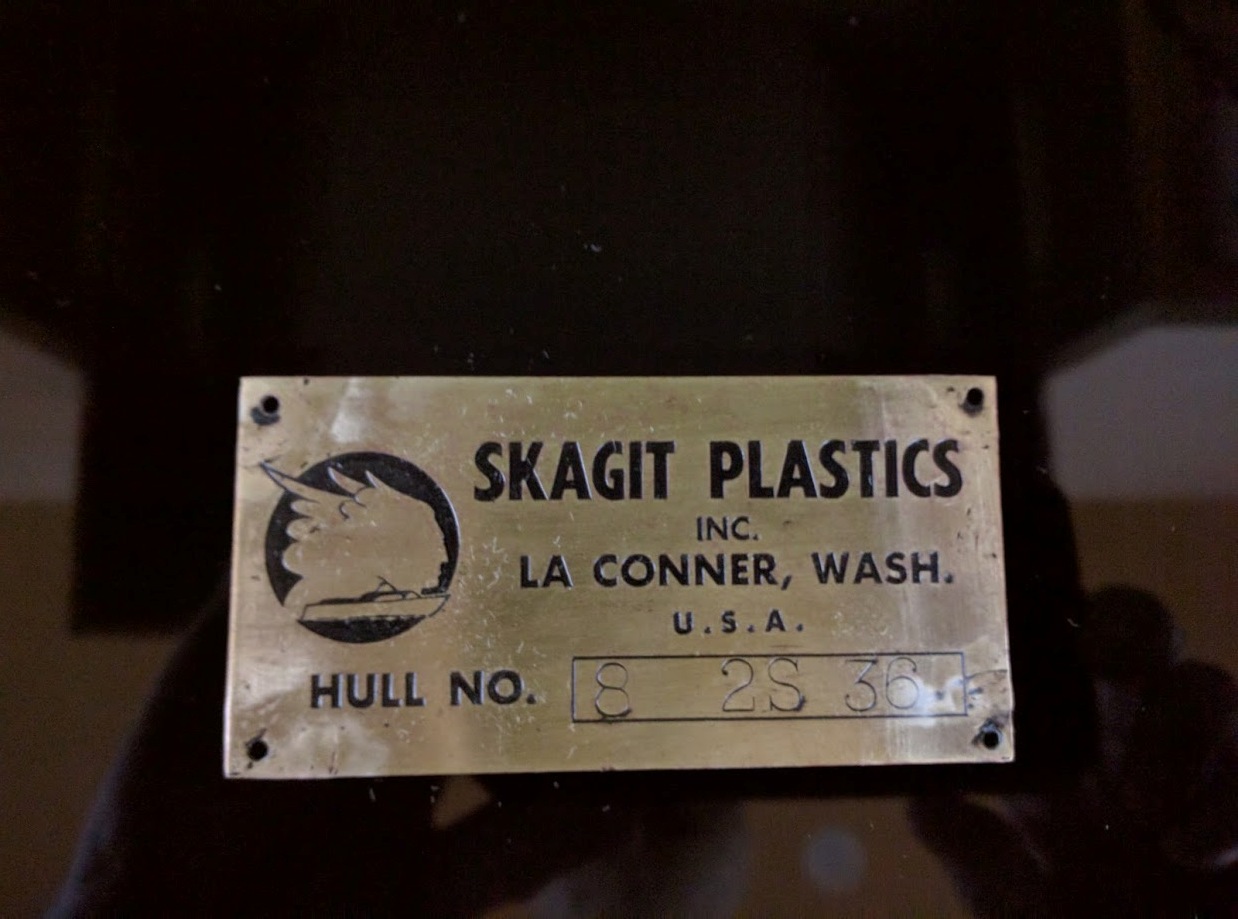 SKAGIT PLASTICS
INC.
LA CONNER, WASH.
U.S.A.
HULL NO. 8 2S 36